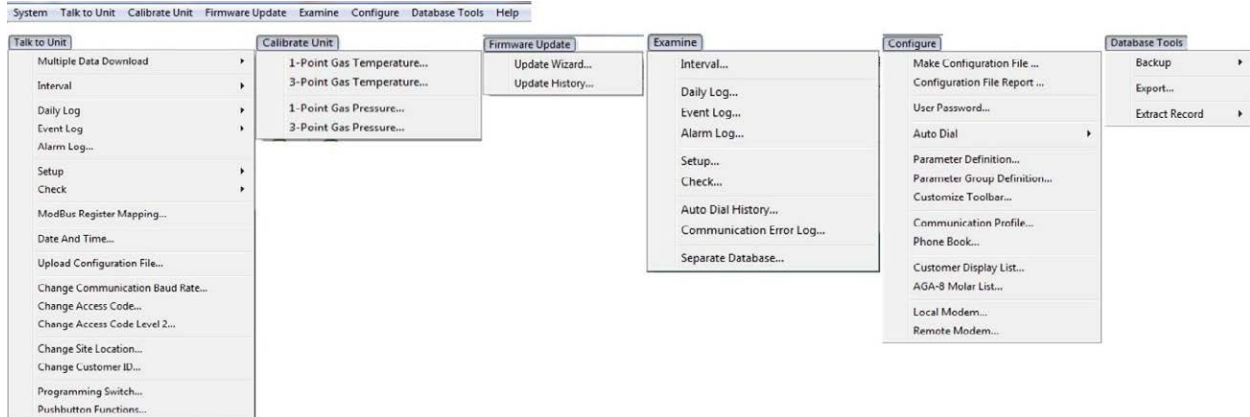 System Talk to Unit Calibrate Unit Firmware Update Examine Configure Database Tools Help
Talk to Unit
Multiple Data Download
Interval
Daily Log
Event Log
Alarm Log...
Setup
Check
ModBus Register Mapping...
Date And Time...
Upload Configuration File...
Change Communication Baud Rate...
Change Access Code...
Change Access Code Level 2...
Change Site Location...
Change Customer ID...
Programming Switch...
Pushbutton Functions...
Calibrate Unit
1-Point Gas Temperature...
3-Point Gas Temperature...
1-Point Gas Pressure...
3-Point Gas Pressure...
Firmware Update
Update Wizard...
Update History...
Examine
Interval...
Daily Log...
Event Log...
Alarm Log...
Setup...
Check...
Auto Dial History...
Communication Error Log...
Separate Database...
Configure
Make Configuration File ...
Configuration File Report ...
User Password...
Auto Dial
Parameter Definition...
Parameter Group Definition...
Customize Toolbar...
Communication Profile...
Phone Book...
Customer Display List...
AGA-8 Molar List...
Local Modem...
Remote Modem...
Database Tools
Backup
Export...
Extract Record